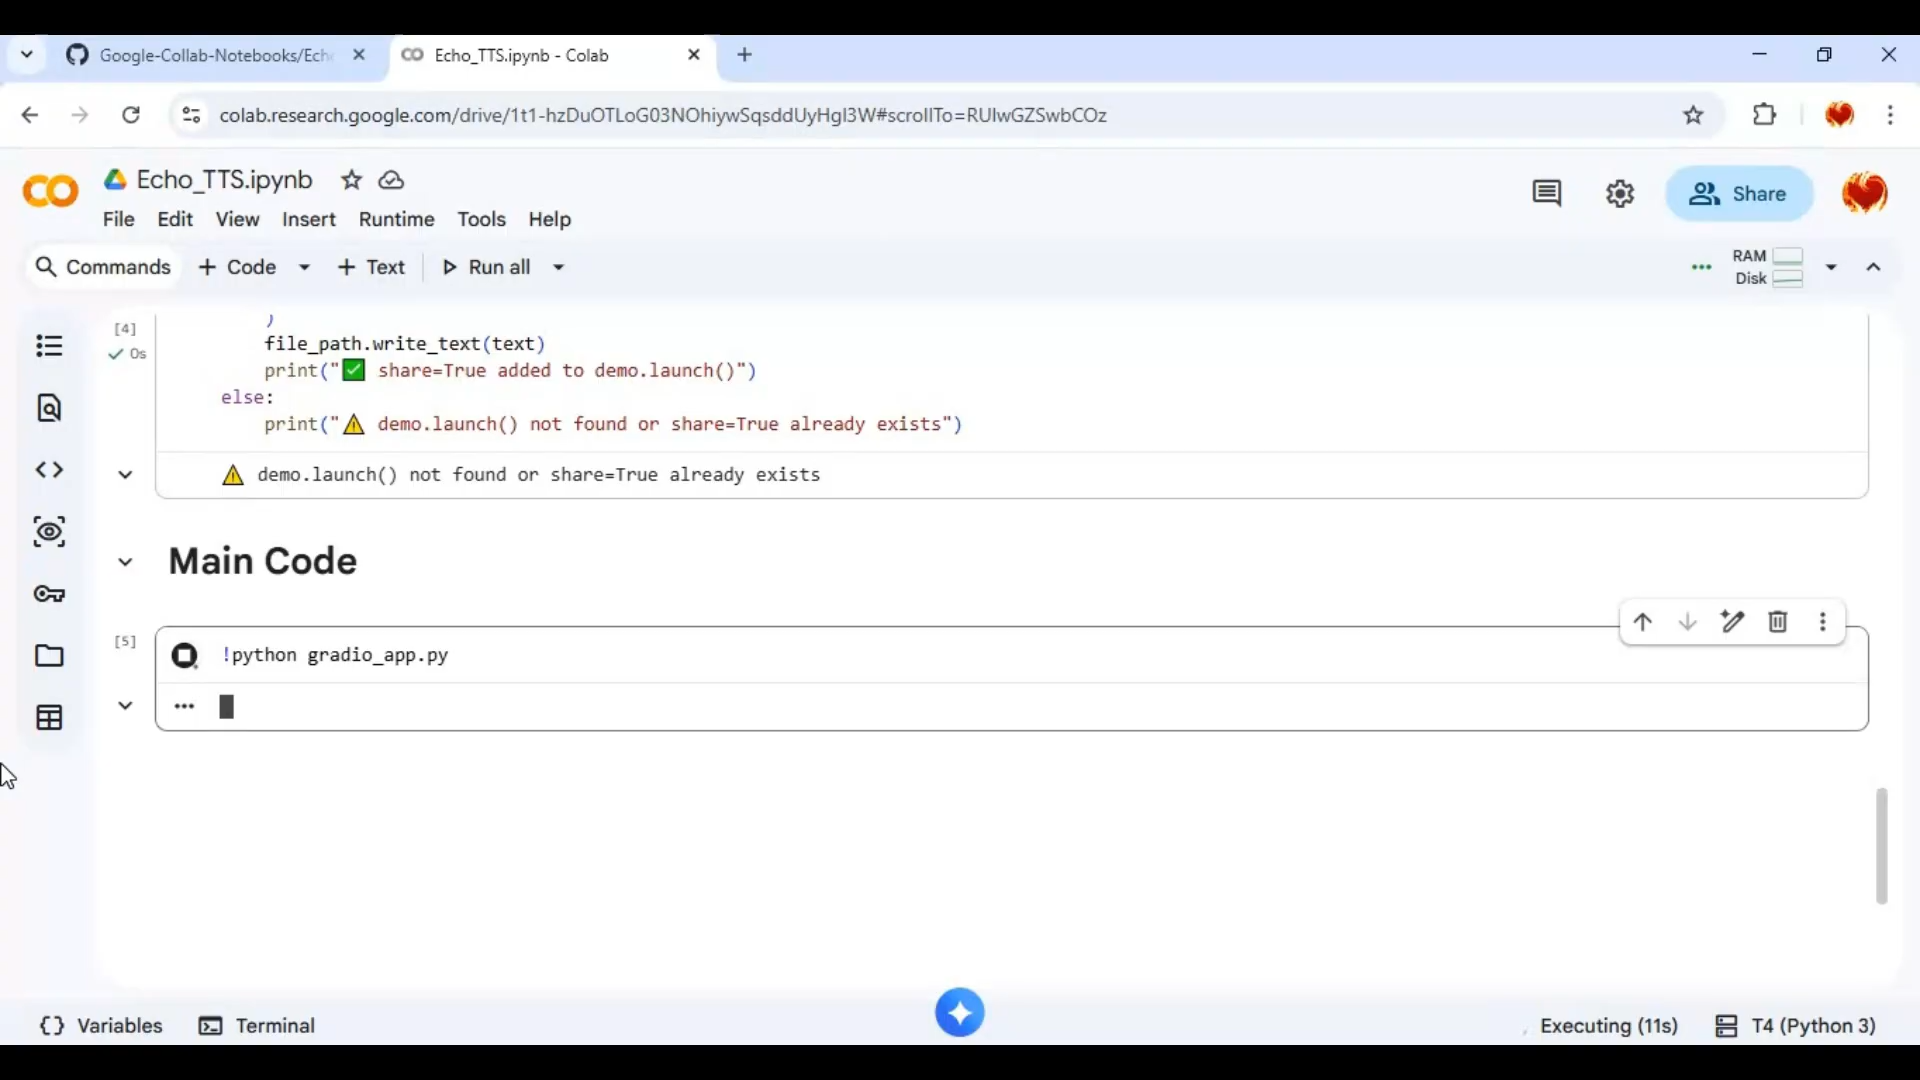 Google-Collab-Notebooks/Ech
Echo_TTS.ipynb - Colab
colab.research.google.com/drive/1t1-hzDuOTLoG03NOhiywSqsddUyHgI3W#scrollTo=RUlwGZSwbCOz
Echo_TTS.ipynb
File Edit View Insert Runtime Tools Help
Share
Commands + Code + Text Run all
RAM
Disk
[4]
)
0s
file_path.write_text(text)
print("✅ share=True added to demo.launch()")
else:
print("⚠️ demo.launch() not found or share=True already exists")
⚠️ demo.launch() not found or share=True already exists
Main Code
[5]
!python gradio_app.py
Variables
Terminal
Executing (11s)
T4 (Python 3)